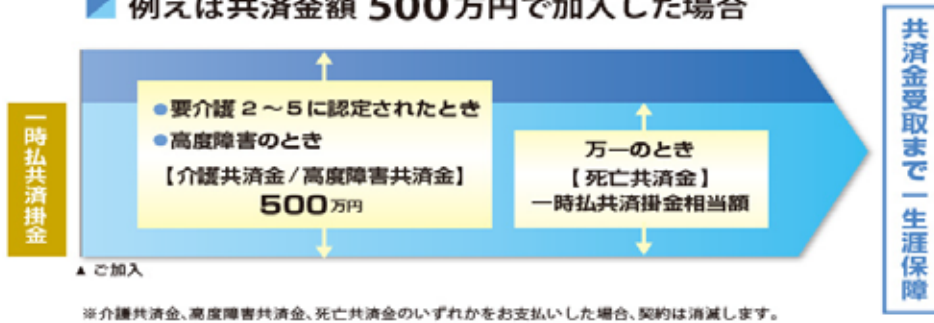 例えば共済金額 500万円で加入した場合
一時払共済掛金
●要介護2～5に認定されたとき
●高度障害のとき
【介護共済金/高度障害共済金】
500万円
万一のとき
【死亡共済金】
一時払共済掛金相当額
共済金受取まで一生涯保障
▲ ご加入
※介護共済金、高度障害共済金、死亡共済金のいずれかをお支払いした場合、契約は消滅します。